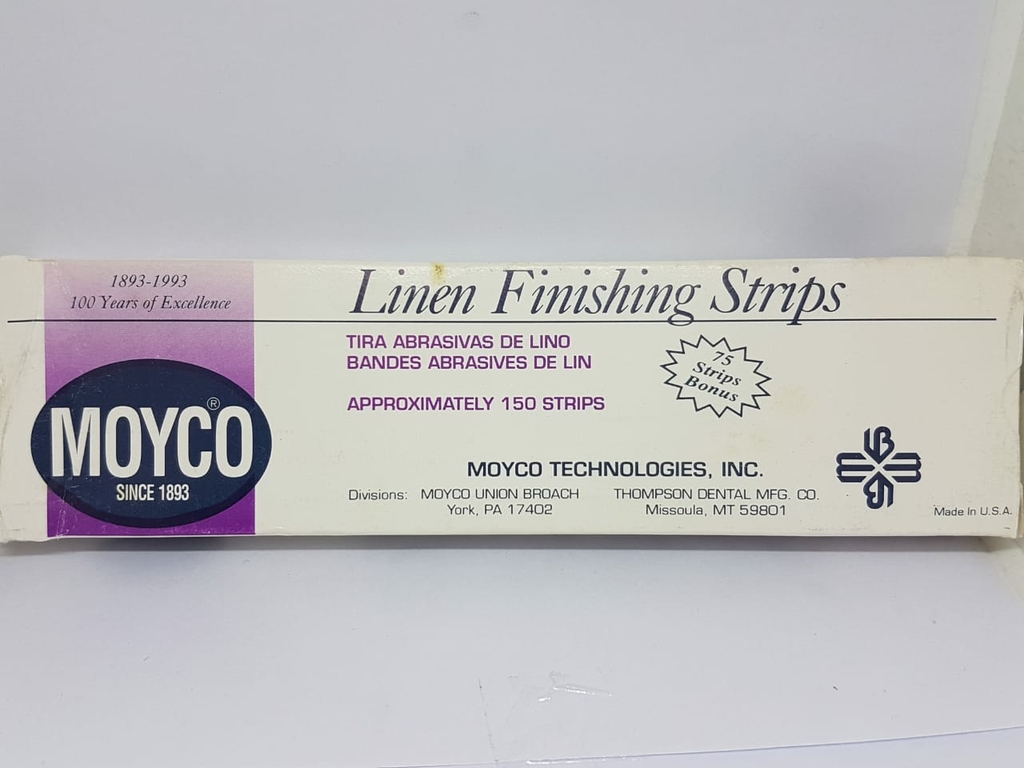 1893-1993
100 Years of Excellence
MOYCO®
SINCE 1893
Linen Finishing Strips
TIRA ABRASIVAS DE LINO
BANDES ABRASIVES DE LIN
75
Strips
Bonus
APPROXIMATELY 150 STRIPS
MOYCO TECHNOLOGIES, INC.
Divisions: MOYCO UNION BROACH THOMPSON DENTAL MFG. CO.
York, PA 17402 Missoula, MT 59801
Made In U.S.A.